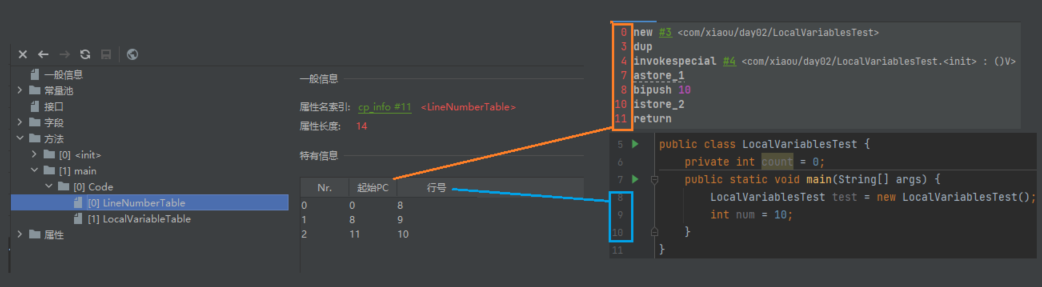 一般信息
常量池
接口
字段
方法
[0] <init>
[1] main
[0] Code
[0] LineNumberTable
[1] LocalVariableTable
属性
一般信息
属性名索引: cp_info #11 <LineNumberTable>
属性长度: 14
特有信息
Nr. 起始PC 行号
0 0 8
1 8 9
2 11 10
0 new #3 <com/xiaou/day02/LocalVariablesTest>
3 dup
4 invokespecial #4 <com/xiaou/day02/LocalVariablesTest.<init> : ()V>
7 astore_1
8 bipush 10
10 istore_2
11 return
5 public class LocalVariablesTest {
6 private int count = 0;
7 public static void main(String[] args) {
8 LocalVariablesTest test = new LocalVariablesTest();
9 int num = 10;
10 }
11 }